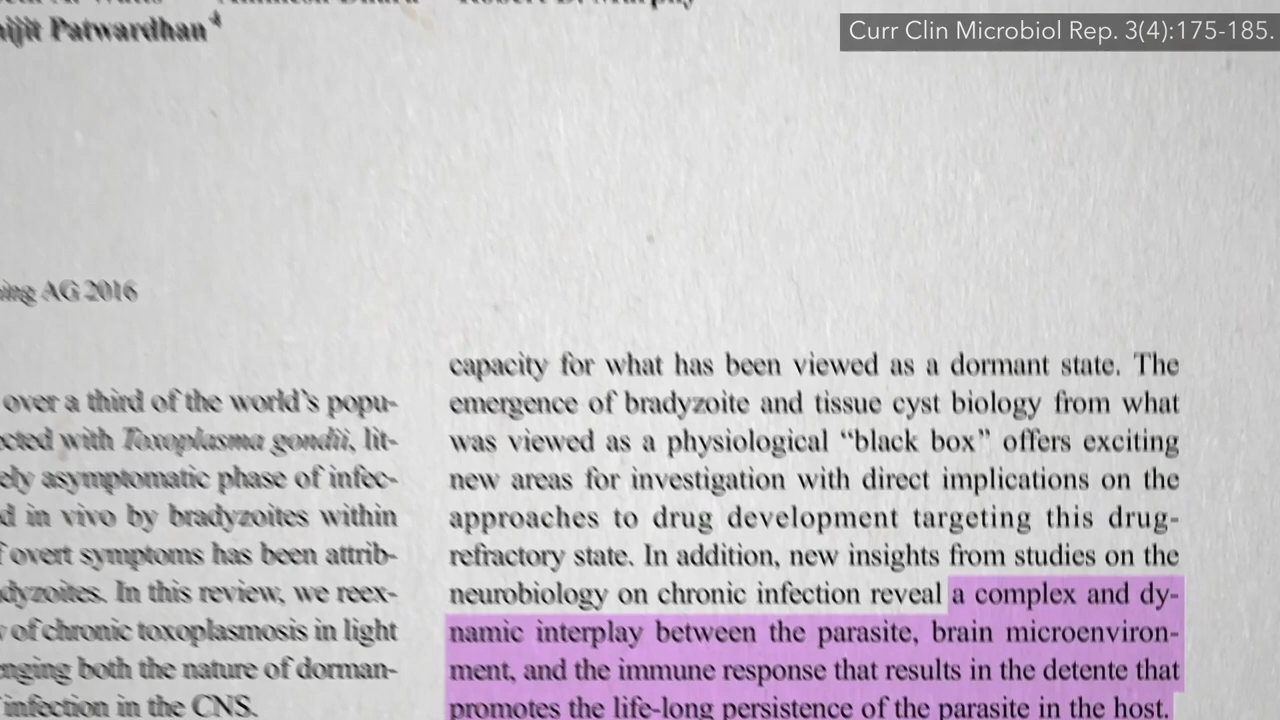 Curr Clin Microbiol Rep. 3(4):175-185.
Patwardhan
AG 2016
over a third of the world's popu-
with Toxoplasma gondii, lit-
asymptomatic phase of infec-
in vivo by bradyzoites within
overt symptoms has been attrib-
In this review, we reex-
of chronic toxoplasmosis in light
both the nature of dorman-
infection in the CNS.
capacity for what has been viewed as a dormant state. The
emergence of bradyzoite and tissue cyst biology from what
was viewed as a physiological “black box” offers exciting
new areas for investigation with direct implications on the
approaches to drug development targeting this drug-
refractory state. In addition, new insights from studies on the
neurobiology on chronic infection reveal a complex and dy-
namic interplay between the parasite, brain microenviron-
ment, and the immune response that results in the detente that
promotes the life-long persistence of the parasite in the host.